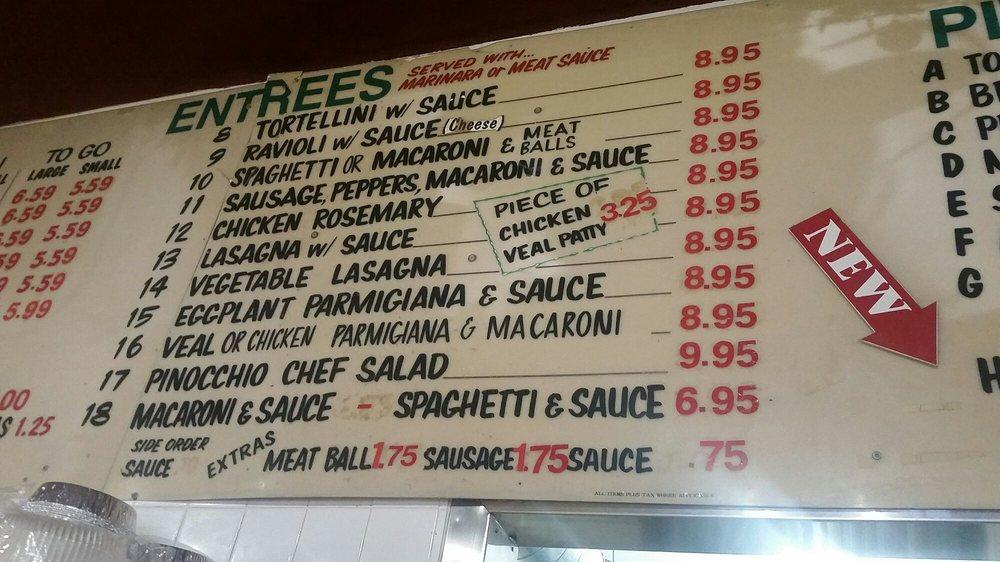 ENTREES SERVED WITH... MARINARA or MEAT SAUCE
8 TORTELLINI w/ SAUCE 8.95
9 RAVIOLI w/ SAUCE (Cheese) 8.95
10 SPAGHETTI OR MACARONI & MEAT BALLS 8.95
11 SAUSAGE, PEPPERS, MACARONI & SAUCE 8.95
12 CHICKEN ROSEMARY 8.95
13 LASAGNA w/ SAUCE 8.95
14 VEGETABLE LASAGNA 8.95
15 EGGPLANT PARMIGIANA & SAUCE 8.95
16 VEAL OR CHICKEN PARMIGIANA & MACARONI 8.95
17 PINOCCHIO CHEF SALAD 9.95
18 MACARONI & SAUCE - SPAGHETTI & SAUCE 6.95
SIDE ORDER SAUCE EXTRAS MEAT BALL 1.75 SAUSAGE 1.75 SAUCE .75
PIECE OF
CHICKEN 3.25
VEAL PATTY
TO GO
LARGE SMALL
6.59 5.59
6.59 5.59
.59 5.59
59 5.59
5.59
5.99
.00
1.25
NEW
A TO
B
C
D
E
F
G
H